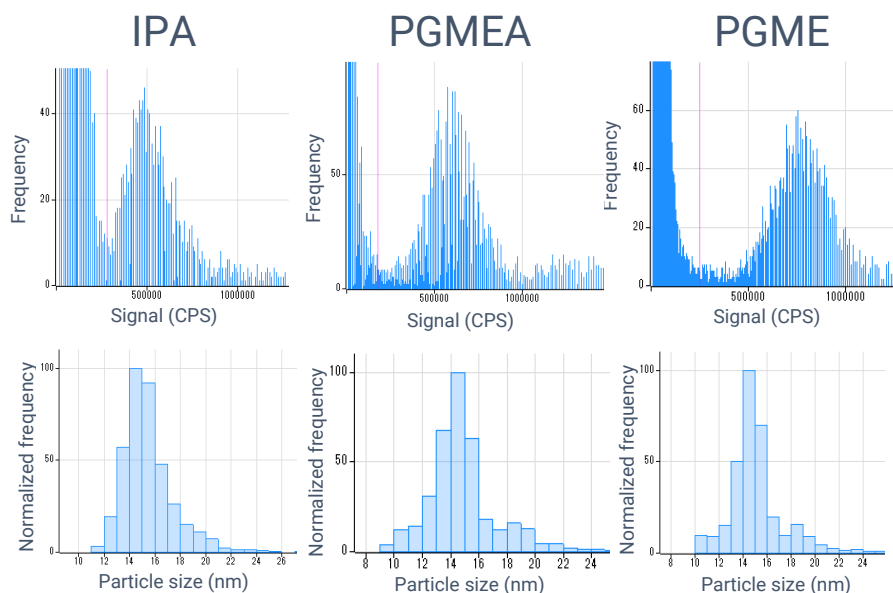 IPA PGMEA PGME
Frequency
40
20
0
500000 1000000
Signal (CPS)
Frequency
50
0
500000 1000000
Signal (CPS)
Frequency
60
40
20
0
500000 1000000
Signal (CPS)
Normalized frequency
100
50
0
10 12 14 16 18 20 22 24 26
Particle size (nm)
Normalized frequency
100
50
0
8 10 12 14 16 18 20 22 24
Particle size (nm)
Normalized frequency
100
50
0
8 10 12 14 16 18 20 22 24
Particle size (nm)